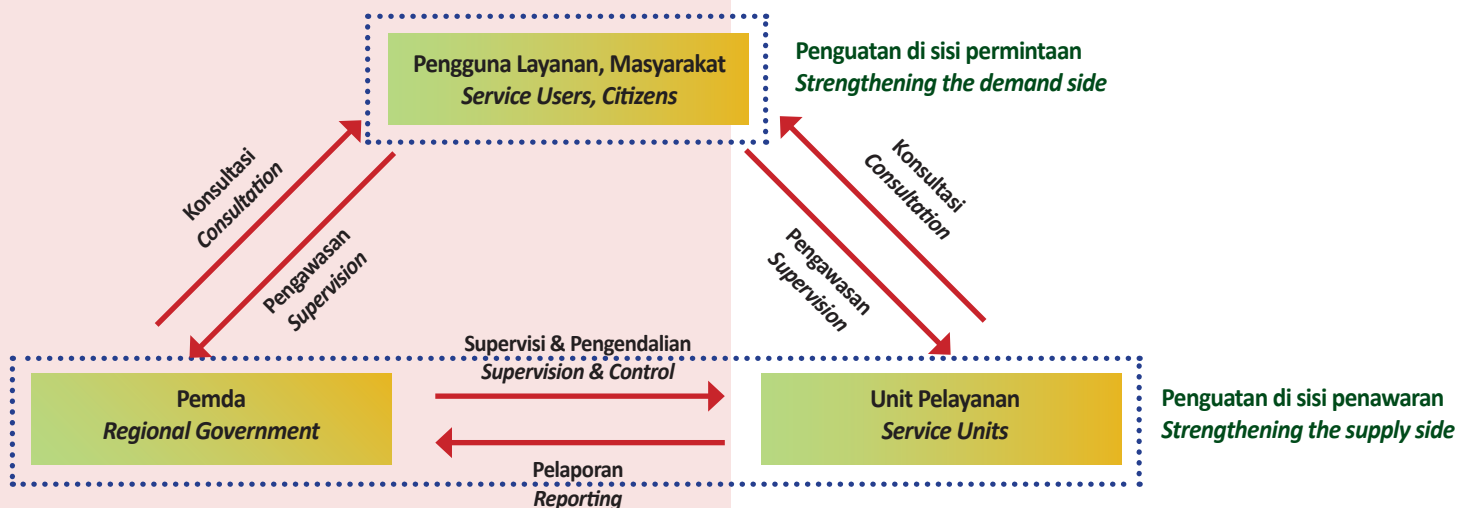 Pengguna Layanan, Masyarakat
Service Users, Citizens
Penguatan di sisi permintaan
Strengthening the demand side
Konsultasi
Consultation
Pengawasan
Supervision
Konsultasi
Consultation
Pengawasan
Supervision
Supervisi & Pengendalian
Supervision & Control
Pemda
Regional Government
Unit Pelayanan
Service Units
Penguatan di sisi penawaran
Strengthening the supply side
Pelaporan
Reporting